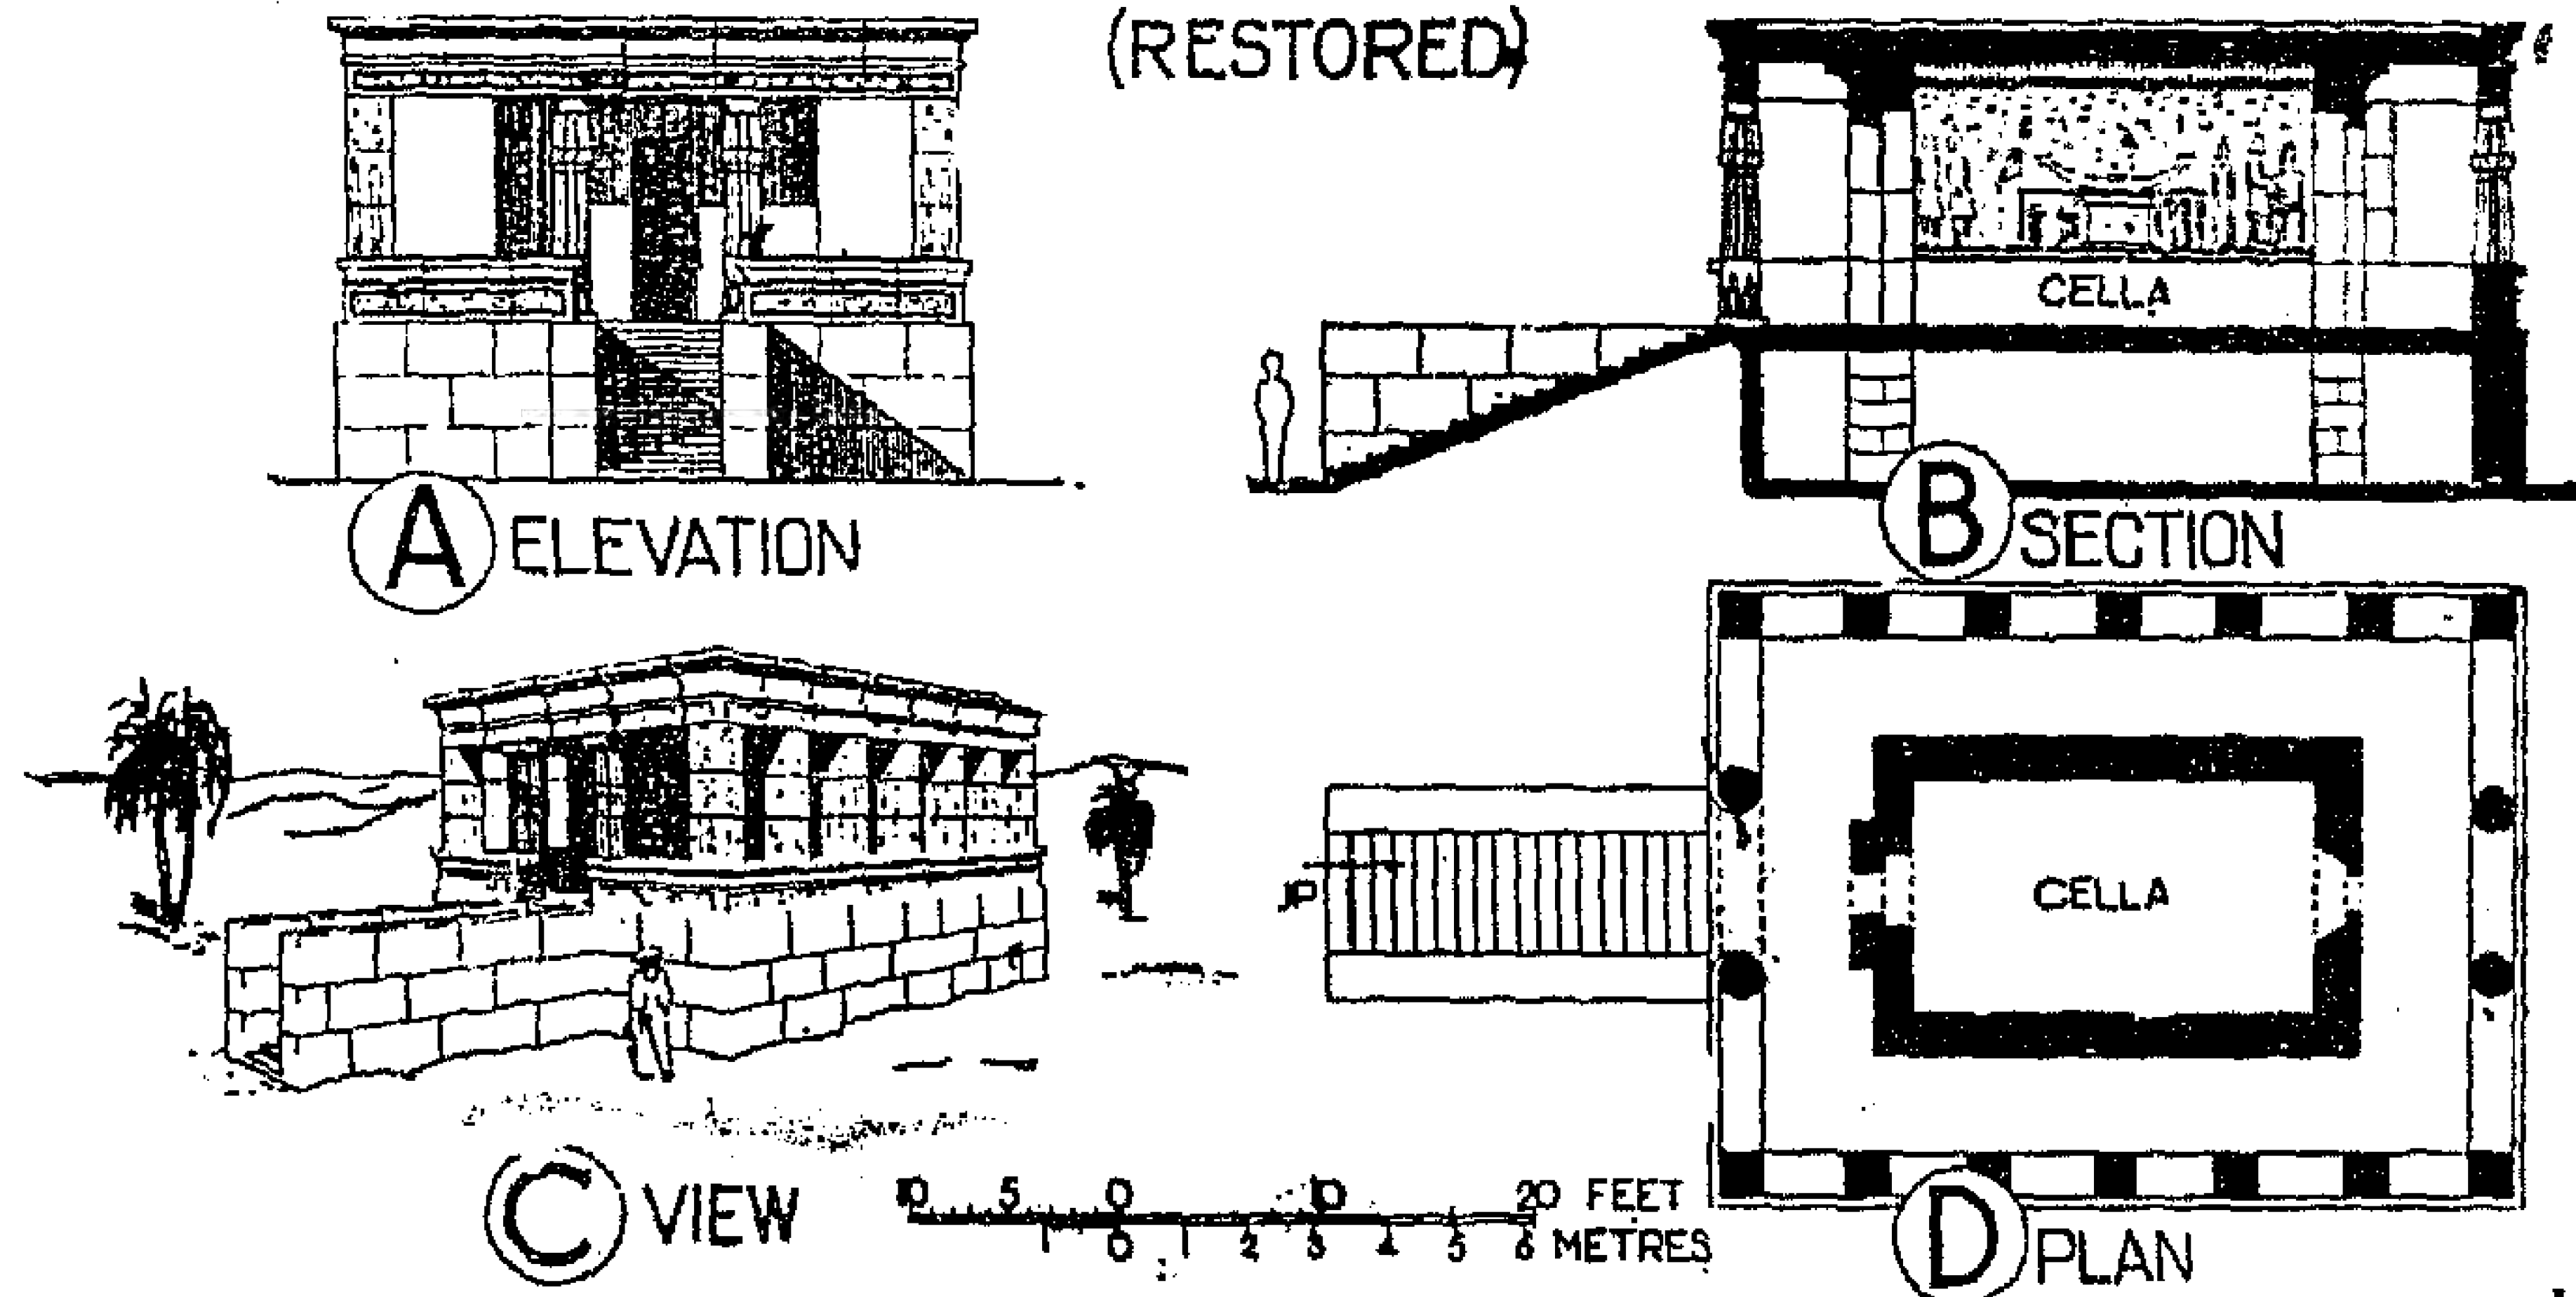 (RESTORED)
CELLA
A ELEVATION
B SECTION
CELLA
UP
C VIEW
10 5 0 10 20 FEET
0 1 2 3 4 5 6 METRES
D PLAN